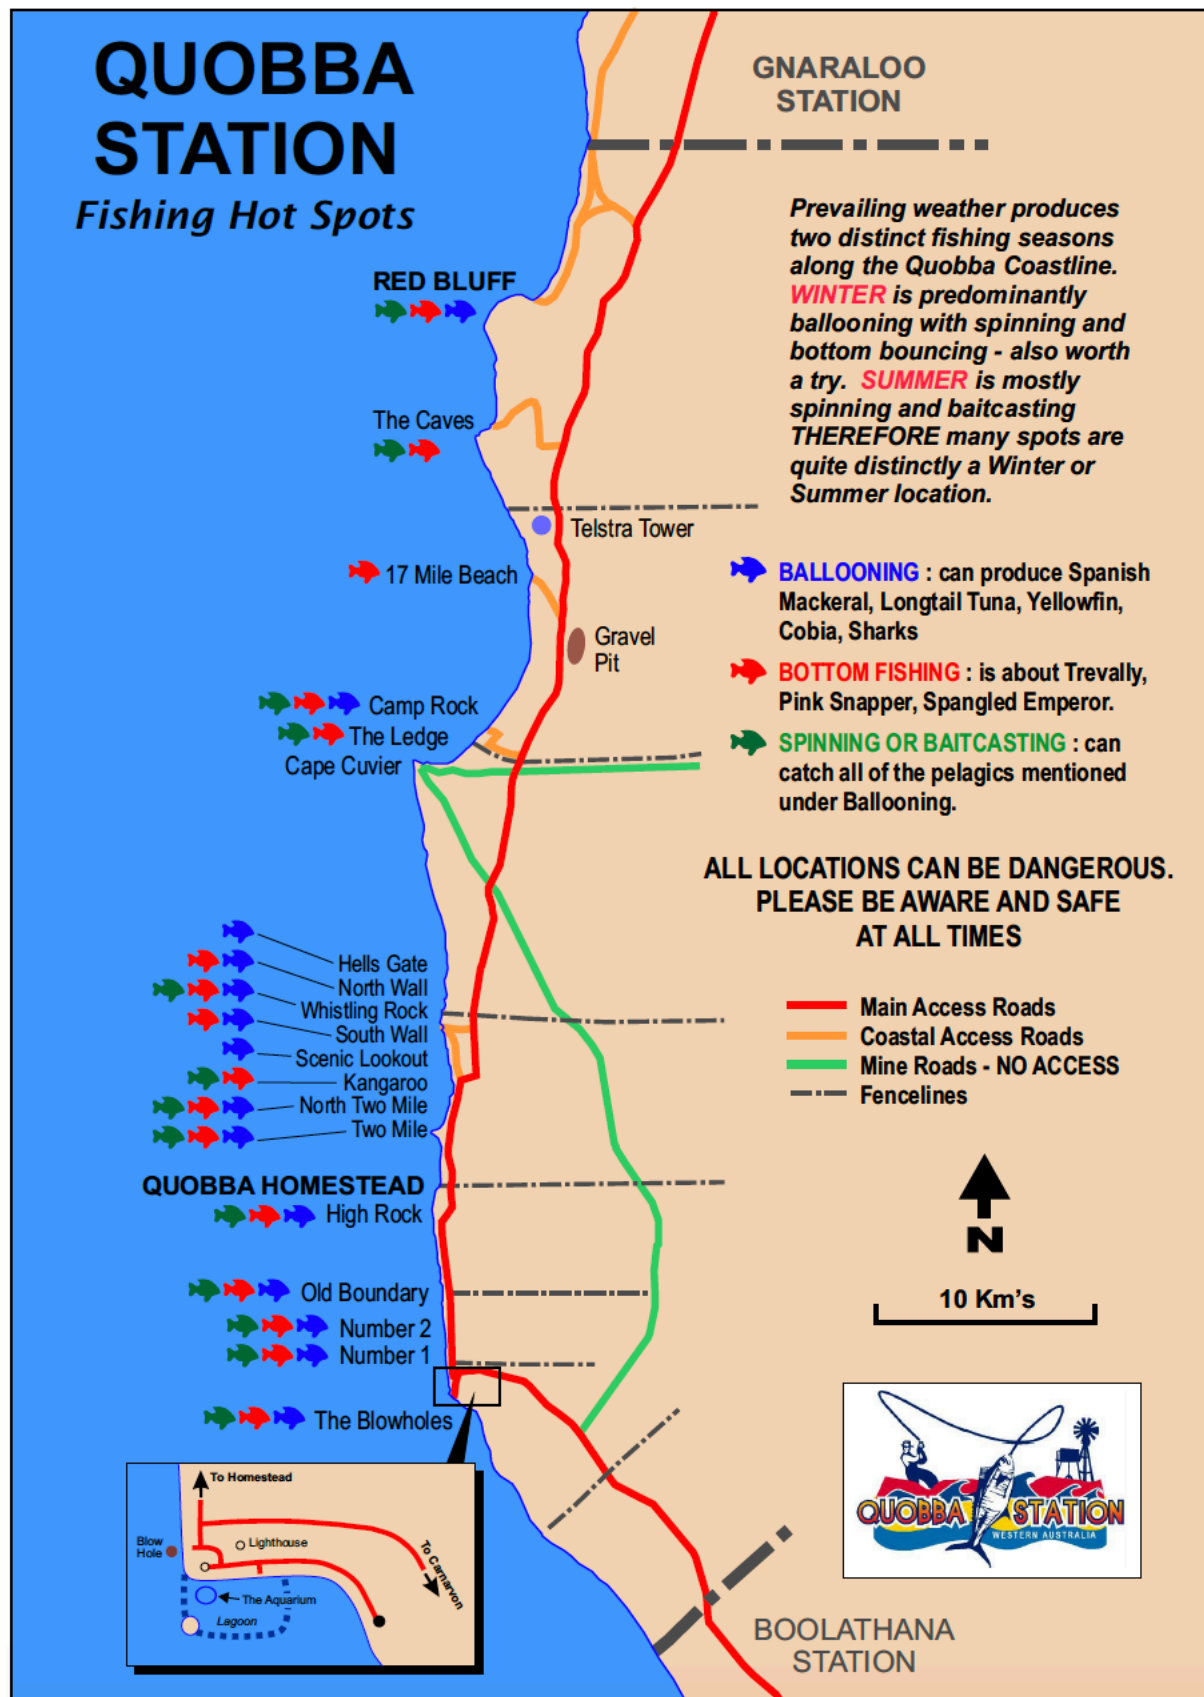 QUOBBA
STATION
Fishing Hot Spots
GNARALOO
STATION
Prevailing weather produces
two distinct fishing seasons
along the Quobba Coastline.
WINTER is predominantly
ballooning with spinning and
bottom bouncing - also worth
a try. SUMMER is mostly
spinning and baitcasting
THEREFORE many spots are
quite distinctly a Winter or
Summer location.
RED BLUFF
The Caves
Telstra Tower
17 Mile Beach
Gravel
Pit
Camp Rock
The Ledge
Cape Cuvier
BALLOONING : can produce Spanish
Mackeral, Longtail Tuna, Yellowfin,
Cobia, Sharks
BOTTOM FISHING : is about Trevally,
Pink Snapper, Spangled Emperor.
SPINNING OR BAITCASTING : can
catch all of the pelagics mentioned
under Ballooning.
ALL LOCATIONS CAN BE DANGEROUS.
PLEASE BE AWARE AND SAFE
AT ALL TIMES
Hells Gate
North Wall
Whistling Rock
South Wall
Scenic Lookout
Kangaroo
North Two Mile
Two Mile
Main Access Roads
Coastal Access Roads
Mine Roads - NO ACCESS
Fencelines
QUOBBA HOMESTEAD
High Rock
Old Boundary
Number 2
Number 1
The Blowholes
N
10 Km's
QUOBBA STATION
WESTERN AUSTRALIA
To Homestead
Blow
Hole
Lighthouse
To Carnarvon
The Aquarium
Lagoon
BOOLATHANA
STATION